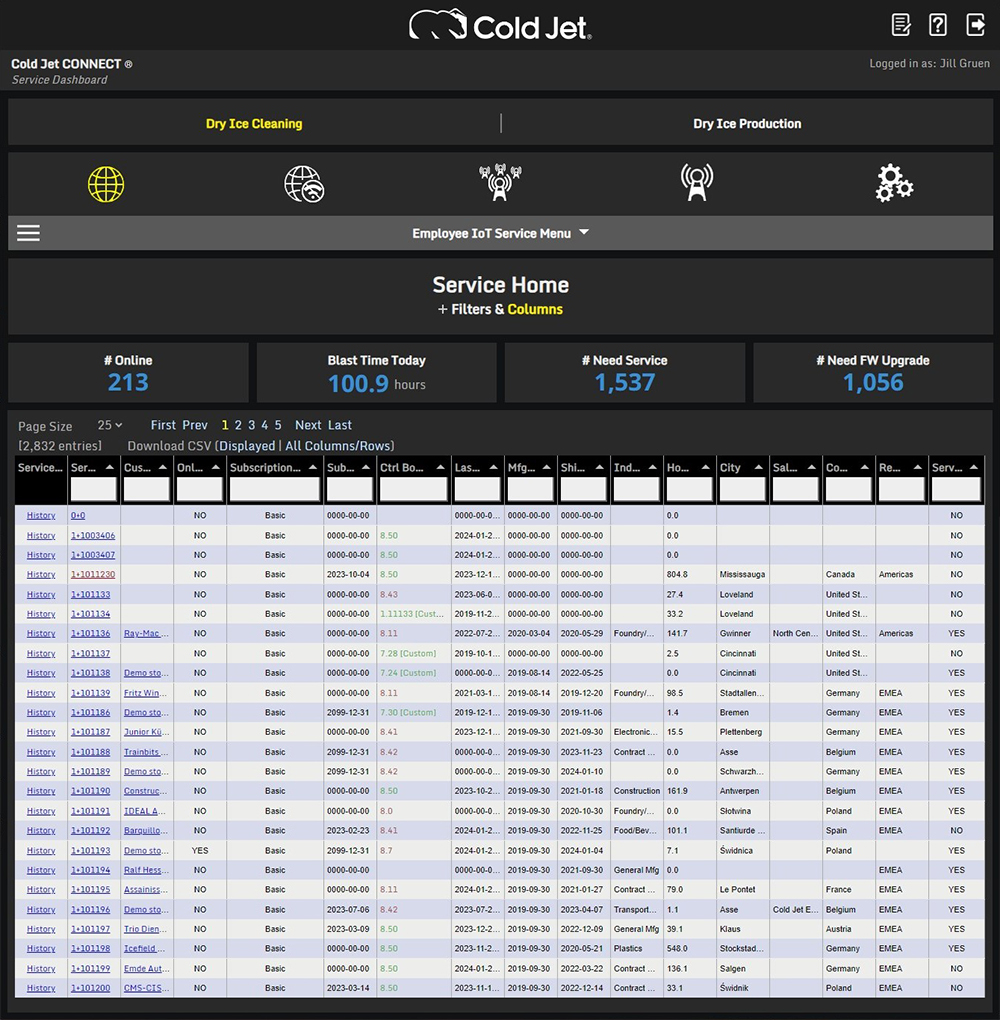 Cold Jet®
Cold Jet CONNECT ®
Service Dashboard
Logged in as: Jill Gruen
Dry Ice Cleaning | Dry Ice Production
Employee IoT Service Menu
Service Home
+ Filters & Columns
# Online
213
Blast Time Today
100.9 hours
# Need Service
1,537
# Need FW Upgrade
1,056
Page Size 25 First Prev 1 2 3 4 5 Next Last
[2,832 entries] Download CSV (Displayed | All Columns/Rows)
Service... Ser... Cus... Onl... Subscription... Sub... Ctrl Bo... Las... Mfg... Shi... Ind... Ho... City Sal... Co... Re... Serv...
History 0+0 NO Basic 0000-00-00 0000-00-0... 0000-00-00 0000-00-00 0.0 NO
History 1+1003406 NO Basic 0000-00-00 8.50 2024-01-2... 0000-00-00 0000-00-00 0.0 NO
History 1+1003407 NO Basic 0000-00-00 8.50 2024-01-2... 0000-00-00 0000-00-00 0.0 NO
History 1+1011230 NO Basic 2023-10-04 8.50 2023-12-1... 0000-00-00 0000-00-00 804.8 Mississauga Canada Americas NO
History 1+101133 NO Basic 0000-00-00 8.43 2023-06-0... 0000-00-00 0000-00-00 27.4 Loveland United St... NO
History 1+101134 NO Basic 0000-00-00 1.11133 [Cust... 2019-11-2... 0000-00-00 0000-00-00 33.2 Loveland United St... NO
History 1+101136 Ray-Mac ... NO Basic 0000-00-00 8.11 2022-07-2... 2020-03-04 2020-05-29 Foundry/... 141.7 Gwinner North Cen... United St... Americas YES
History 1+101137 NO Basic 0000-00-00 7.28 [Custom] 2019-10-1... 0000-00-00 0000-00-00 2.5 Cincinnati United St... NO
History 1+101138 Demo sto... NO Basic 0000-00-00 7.24 [Custom] 0000-00-0... 2019-08-14 2022-05-25 0.0 Cincinnati United St... YES
History 1+101139 Fritz Win... NO Basic 0000-00-00 8.11 2021-03-1... 2019-08-14 2019-12-20 Foundry/... 98.5 Stadtallen... Germany EMEA YES
History 1+101186 Demo sto... NO Basic 2099-12-31 7.30 [Custom] 2019-12-1... 2019-09-30 2019-11-06 1.4 Bremen Germany EMEA YES
History 1+101187 Junior Kü... NO Basic 0000-00-00 8.41 2023-12-1... 2019-09-30 2021-09-30 Electronic... 15.5 Plettenberg Germany EMEA YES
History 1+101188 Trainbits ... NO Basic 2099-12-31 8.42 0000-00-0... 2019-09-30 2023-11-23 Contract ... 0.0 Asse Belgium EMEA YES
History 1+101189 Demo sto... NO Basic 2099-12-31 8.42 0000-00-0... 2019-09-30 2024-01-10 0.0 Schwarzh... Germany EMEA YES
History 1+101190 Construc... NO Basic 0000-00-00 8.50 2023-10-2... 2019-09-30 2021-01-18 Construction 161.9 Antwerpen Belgium EMEA YES
History 1+101191 IDEAL A... NO Basic 0000-00-00 8.0 0000-00-0... 2019-09-30 2020-10-30 Foundry/... 0.0 Słotwina Poland EMEA YES
History 1+101192 Barquillo... NO Basic 2023-02-23 8.41 2024-01-2... 2019-09-30 2022-11-25 Food/Bev... 101.1 Santiurde ... Spain EMEA NO
History 1+101193 Demo sto... YES Basic 2099-12-31 8.7 2024-01-2... 2019-09-30 2024-01-04 7.1 Świdnica Poland YES
History 1+101194 Ralf Hess... NO Basic 0000-00-00 0000-00-0... 2019-09-30 2021-09-30 General Mfg 0.0 EMEA YES
History 1+101195 Assainiss... NO Basic 0000-00-00 8.11 2024-01-2... 2019-09-30 2021-01-27 Contract ... 79.0 Le Pontet France EMEA YES
History 1+101196 Demo sto... NO Basic 2023-07-06 8.42 2023-07-2... 2019-09-30 2023-04-07 Transport... 1.1 Asse Cold Jet E... Belgium EMEA YES
History 1+101197 Trio Dien... NO Basic 2023-03-09 8.50 2023-12-2... 2019-09-30 2022-12-09 General Mfg 39.1 Klaus Austria EMEA YES
History 1+101198 Icefield ... NO Basic 0000-00-00 8.50 2023-11-2... 2019-09-30 2020-05-21 Plastics 548.0 Stockstad... Germany EMEA YES
History 1+101199 Emde Aut... NO Basic 0000-00-00 8.50 2024-01-2... 2019-09-30 2022-03-22 Contract ... 136.1 Salgen Germany EMEA NO
History 1+101200 CMS-CIS... NO Basic 2023-03-14 8.50 2023-11-1... 2019-09-30 2022-12-14 Contract ... 33.1 Świdnik Poland EMEA YES